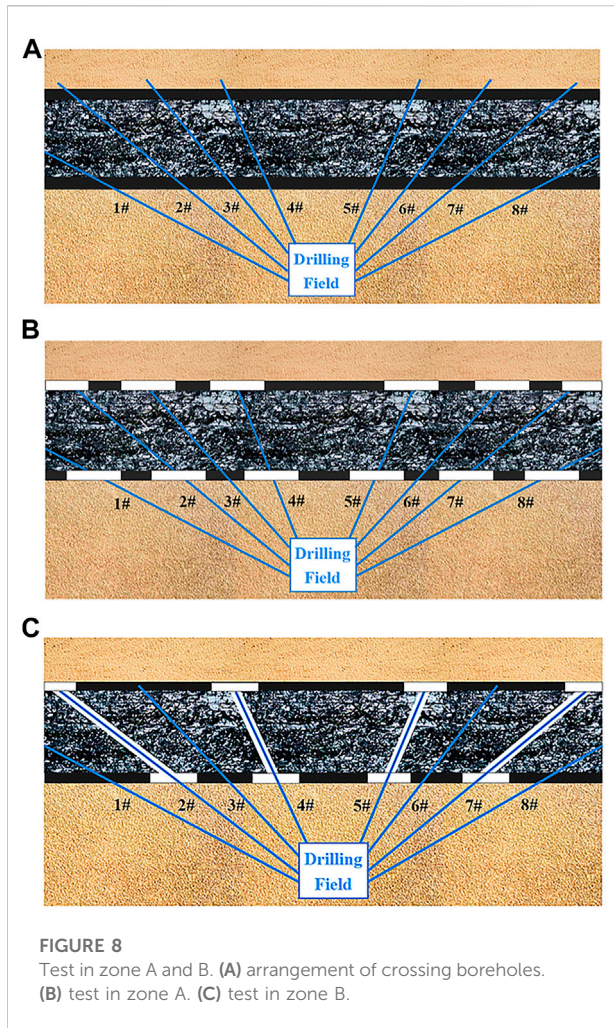 A
1# 2# 3# 4# 5# 6# 7# 8#
Drilling
Field
B
1# 2# 3# 4# 5# 6# 7# 8#
Drilling
Field
C
1# 2# 3# 4# 5# 6# 7# 8#
Drilling
Field
FIGURE 8
Test in zone A and B. (A) arrangement of crossing boreholes.
(B) test in zone A. (C) test in zone B.